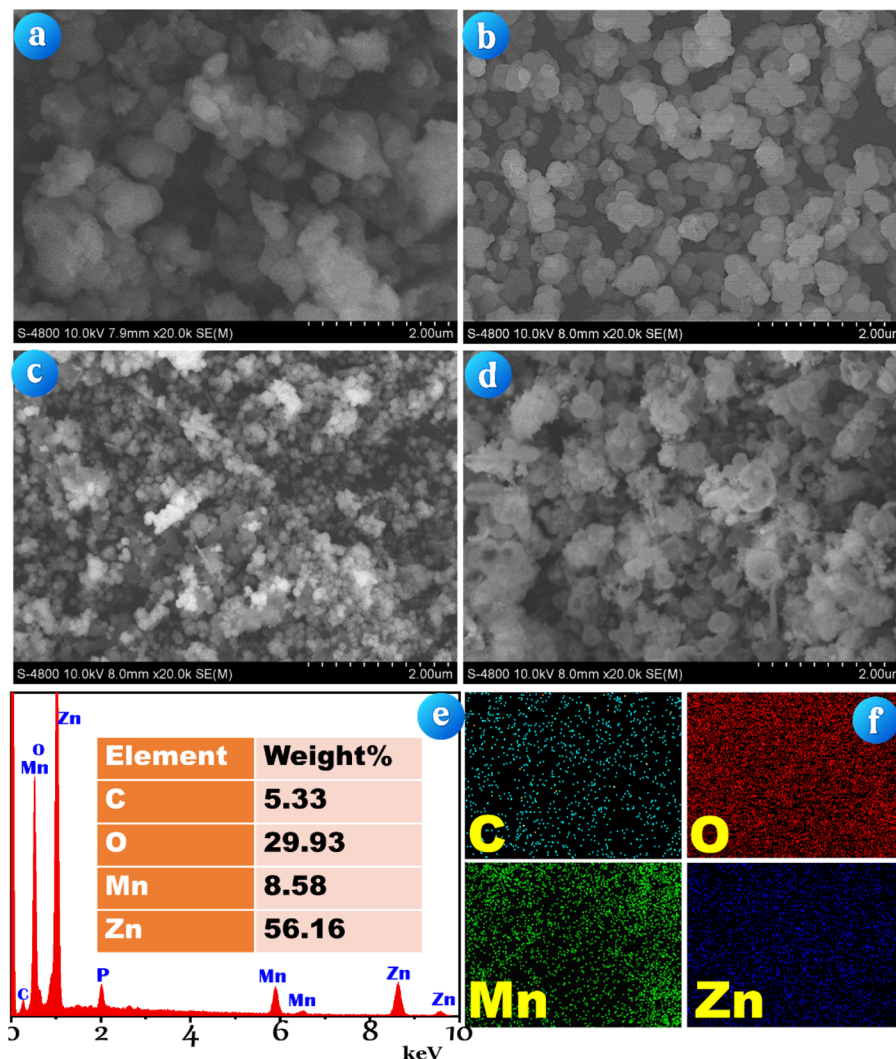 a
b
S-4800 10.0kV 7.9mm x20.0k SE(M)
2.00um
S-4800 10.0kV 8.0mm x20.0k SE(M)
2.00um
c
d
S-4800 10.0kV 8.0mm x20.0k SE(M)
2.00um
S-4800 10.0kV 8.0mm x20.0k SE(M)
2.00um
e
Zn
O
Mn
Element Weight%
C 5.33
O 29.93
Mn 8.58
Zn 56.16
C
P
Mn
Mn
Zn
Zn
0 2 4 6 8 10
keV
f
C
O
Mn
Zn